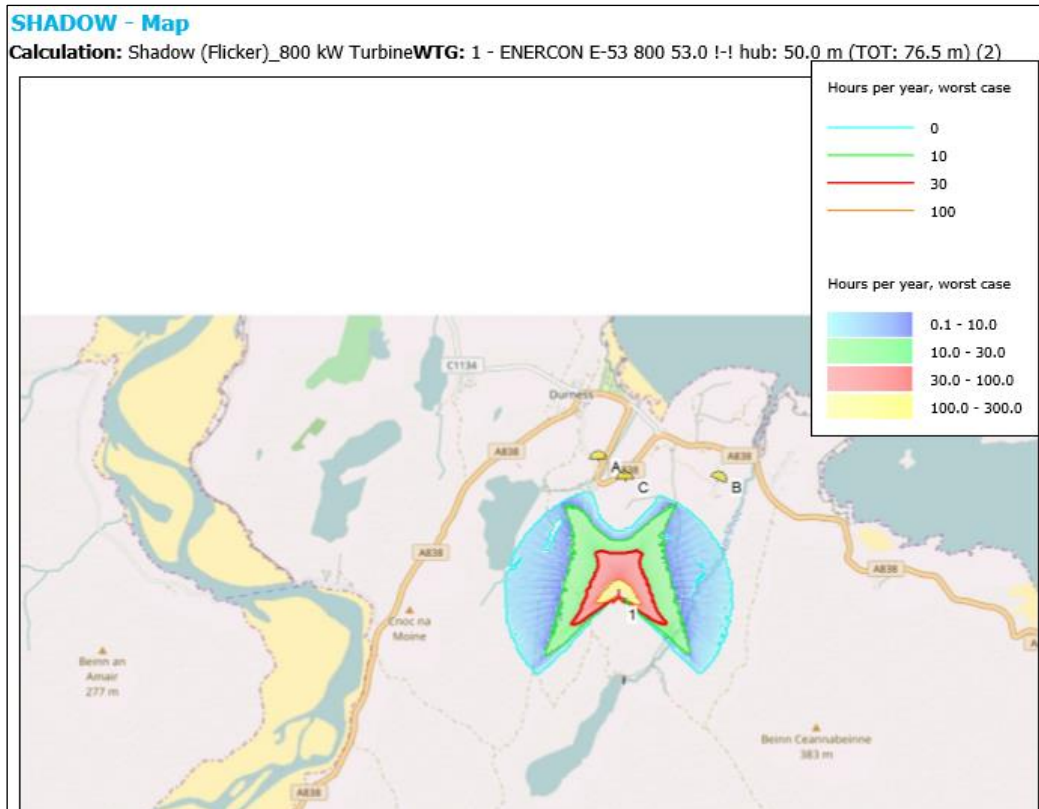 SHADOW - Map
Calculation: Shadow (Flicker)_800 kW TurbineWTG: 1 - ENERCON E-53 800 53.0 !-! hub: 50.0 m (TOT: 76.5 m) (2)
Hours per year, worst case
0
10
30
100
Hours per year, worst case
0.1 - 10.0
10.0 - 30.0
30.0 - 100.0
100.0 - 300.0
C1134
Durness
A838
A
A838
C
A838
B
A838
A838
1
Cnoc na
Moine
Beinn an
Amair
277 m
Beinn Ceannabeinne
383 m